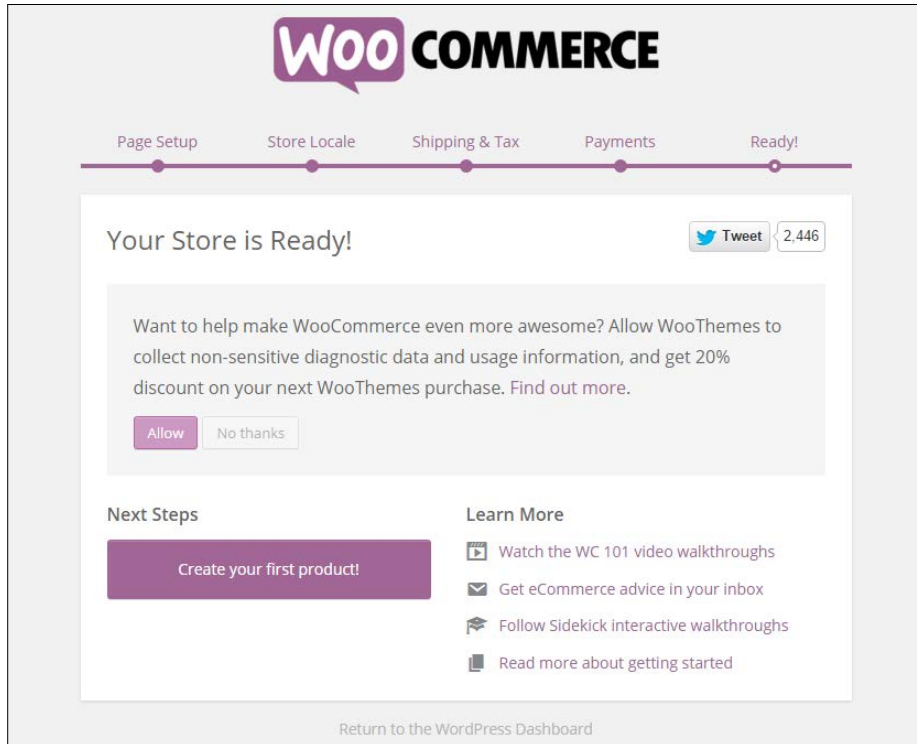 WOO COMMERCE
Page Setup Store Locale Shipping & Tax Payments Ready!
Your Store is Ready!
Tweet 2,446
Want to help make WooCommerce even more awesome? Allow WooThemes to
collect non-sensitive diagnostic data and usage information, and get 20%
discount on your next WooThemes purchase. Find out more.
Allow No thanks
Next Steps
Create your first product!
Learn More
Watch the WC 101 video walkthroughs
Get eCommerce advice in your inbox
Follow Sidekick interactive walkthroughs
Read more about getting started
Return to the WordPress Dashboard